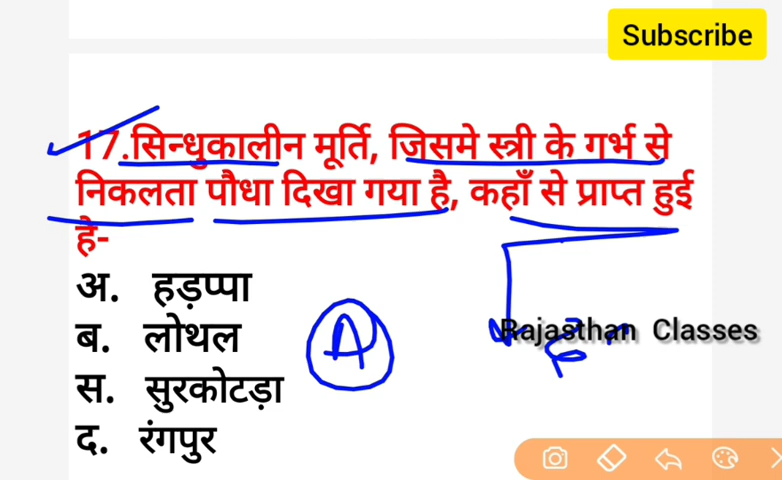 Subscribe
17.सिन्धुकालीन मूर्ति, जिसमे स्त्री के गर्भ से
निकलता पौधा दिखा गया है, कहाँ से प्राप्त हुई
है-
अ. हड़प्पा
ब. लोथल
स. सुरकोटड़ा
द. रंगपुर
A
Rajasthan Classes